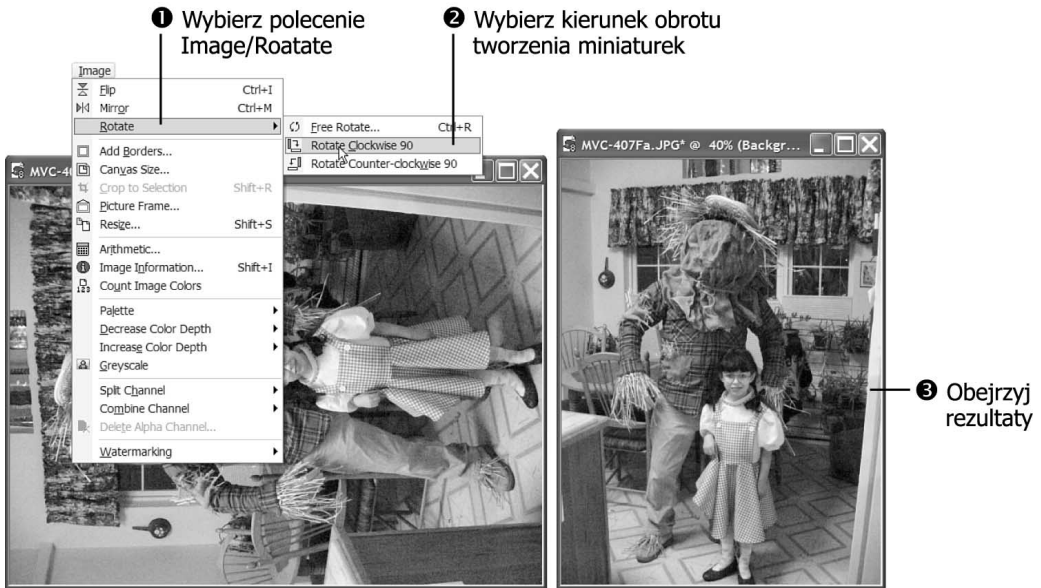 ❶ Wybierz polecenie
Image/Roatate
❷ Wybierz kierunek obrotu
tworzenia miniaturek
Image
Flip Ctrl+I
Mirror Ctrl+M
Rotate
Free Rotate... Ctrl+R
Rotate Clockwise 90
Rotate Counter-clockwise 90
Add Borders...
Canvas Size...
Crop to Selection Shift+R
Picture Frame...
Resize... Shift+S
Arithmetic...
Image Information... Shift+I
Count Image Colors
Palette
Decrease Color Depth
Increase Color Depth
Greyscale
Split Channel
Combine Channel
Delete Alpha Channel...
Watermarking
MVC-40
MVC-407Fa.JPG* @ 40% (Backgr...
❸ Obejrzyj
rezultaty